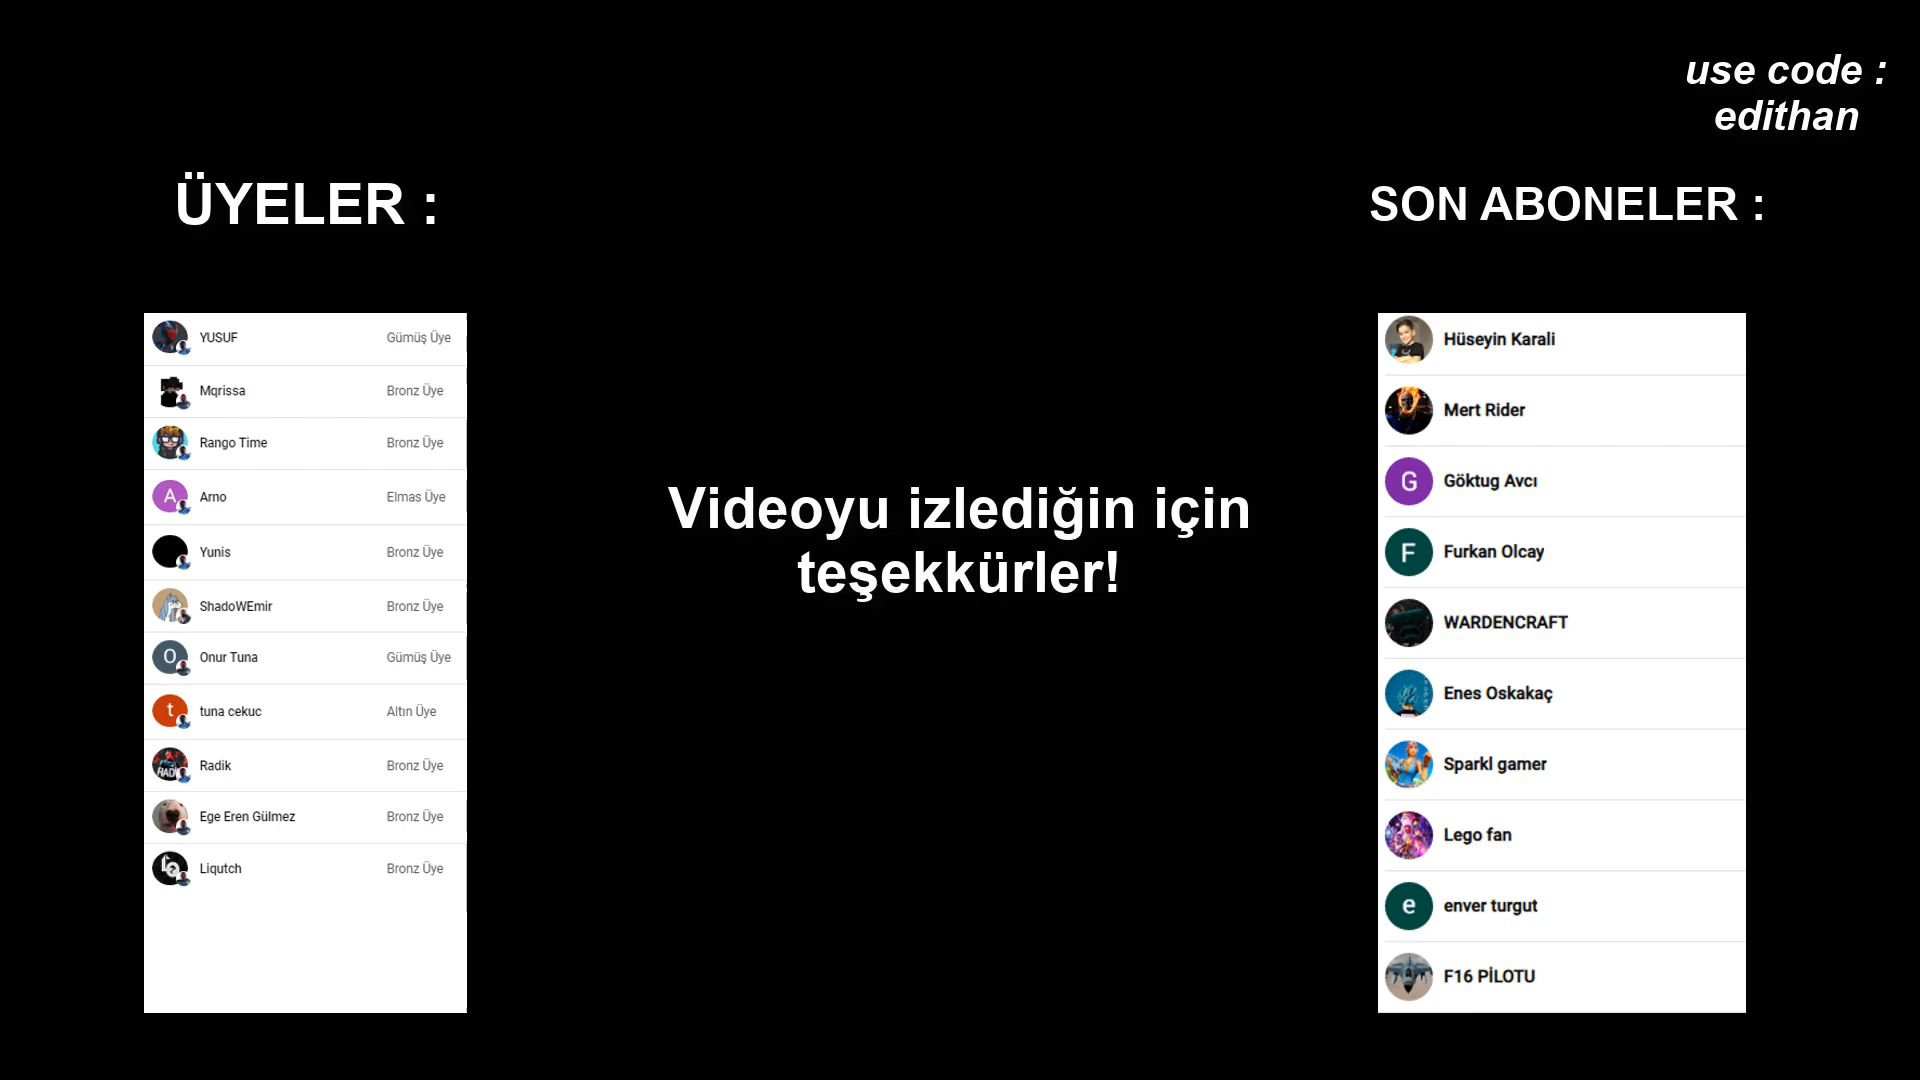 use code :
edithan
ÜYELER :
YUSUF Gümüş Üye
Mqrissa Bronz Üye
Rango Time Bronz Üye
A Arno Elmas Üye
Yunis Bronz Üye
ShadoWEmir Bronz Üye
O Onur Tuna Gümüş Üye
t tuna cekuc Altın Üye
RADIK Radik Bronz Üye
Ege Eren Gülmez Bronz Üye
Liqutch Bronz Üye
Videoyu izlediğin için
teşekkürler!
SON ABONELER :
Hüseyin Karali
Mert Rider
G Göktug Avcı
F Furkan Olcay
WARDENCRAFT
Enes Oskakaç
Sparkl gamer
Lego fan
e enver turgut
F16 PİLOTU